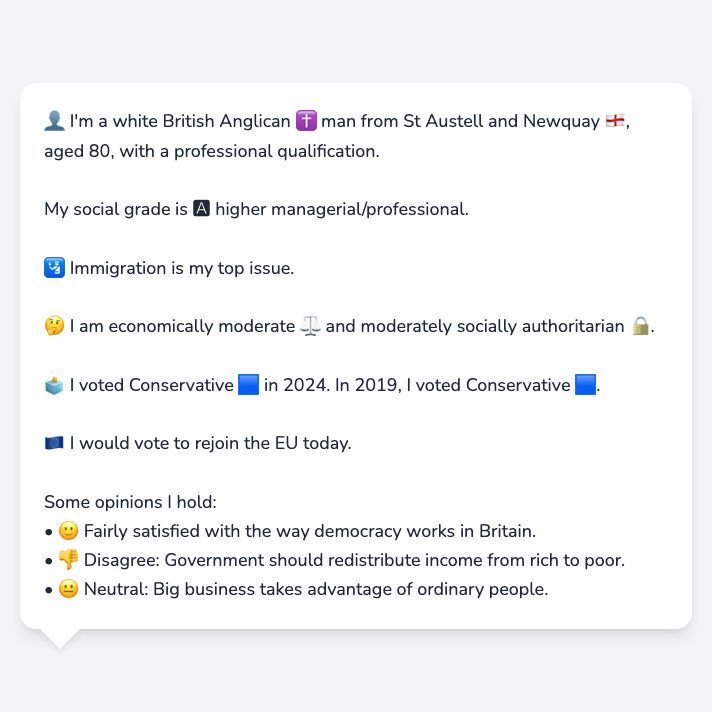 👤 I'm a white British Anglican ✝️ man from St Austell and Newquay 🏴󠁧󠁢󠁥󠁮󠁧󠁿,
aged 80, with a professional qualification.
My social grade is 🅰 higher managerial/professional.
🛂 Immigration is my top issue.
🤔 I am economically moderate ⚖️ and moderately socially authoritarian 🔒.
🗳️ I voted Conservative 🟦 in 2024. In 2019, I voted Conservative 🟦.
🇪🇺 I would vote to rejoin the EU today.
Some opinions I hold:
• 🙂 Fairly satisfied with the way democracy works in Britain.
• 👎 Disagree: Government should redistribute income from rich to poor.
• 😐 Neutral: Big business takes advantage of ordinary people.